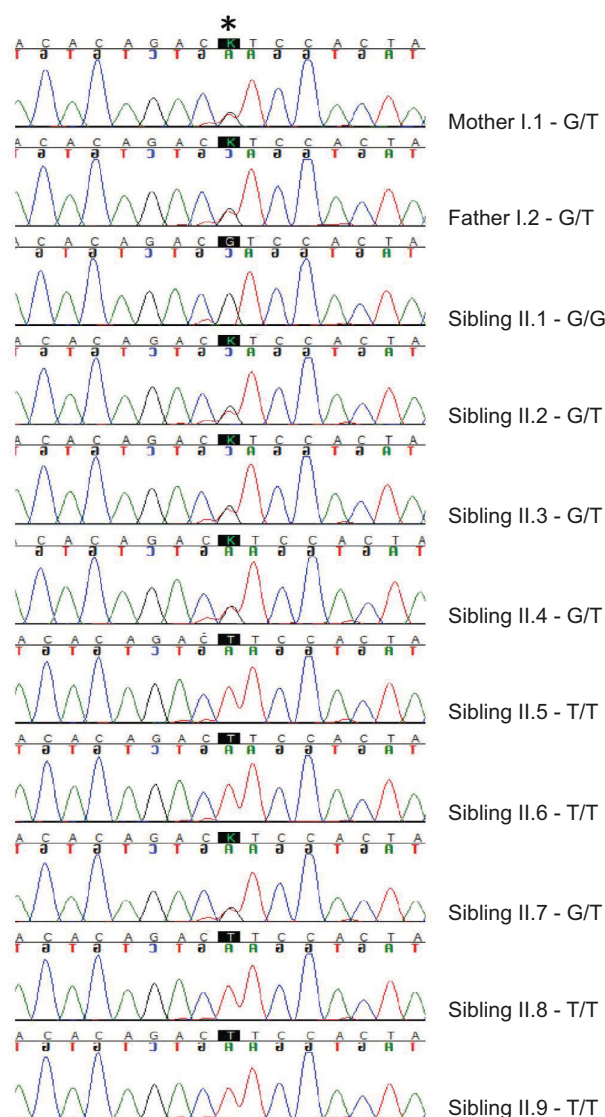 *
A C A C A G A C K T C C A C T A
T G T G T C T G A A G G T G A T
Mother I.1 - G/T
A C A C A G A C K T C C A C T A
T G T G T C T G C A G G T G A T
Father I.2 - G/T
A C A C A G A C G T C C A C T A
G T G T C T G C A G G T G A T
Sibling II.1 - G/G
A C A C A G A C K T C C A C T A
T G T G T C T G C A G G T G A T
Sibling II.2 - G/T
A C A C A G A C K T C C A C T A
T G T G T C T G C A G G T G A T
Sibling II.3 - G/T
C A C A G A C K T C C A C T A
G T G T C T G A A G G T G A T
Sibling II.4 - G/T
A C A C A G A C T T C C A C T A
T G T G T C T G A A G G T G A T
Sibling II.5 - T/T
A C A C A G A C T T C C A C T A
T G T G T C T G A A G G T G A T
Sibling II.6 - T/T
A C A C A G A C K T C C A C T A
T G T G T C T G A A G G T G A T
Sibling II.7 - G/T
A C A C A G A C T T C C A C T A
T G T G T C T G A A G G T G A T
Sibling II.8 - T/T
A C A C A G A C T T C C A C T A
T G T G T C T G A A G G T G A T
Sibling II.9 - T/T